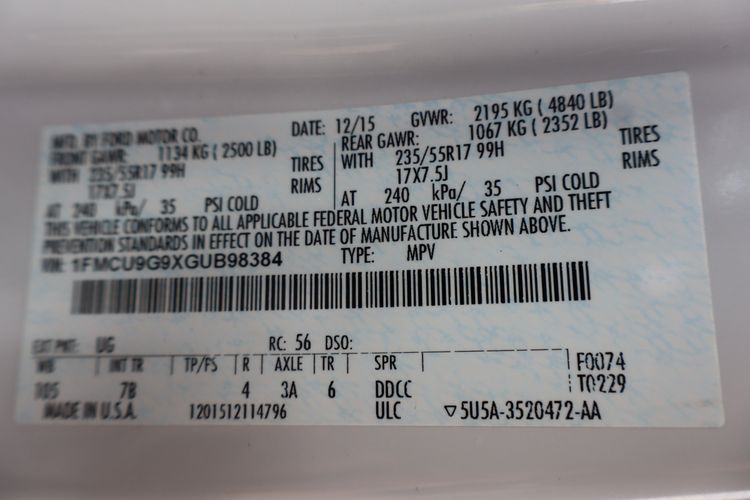 MFD. BY FORD MOTOR CO. DATE: 12/15 GVWR: 2195 KG ( 4840 LB)
FRONT GAWR: 1134 KG ( 2500 LB) REAR GAWR: 1067 KG ( 2352 LB)
WITH 235/55R17 99H TIRES WITH 235/55R17 99H TIRES
17X7.5J RIMS 17X7.5J RIMS
AT 240 kPa/ 35 PSI COLD AT 240 kPa/ 35 PSI COLD
THIS VEHICLE CONFORMS TO ALL APPLICABLE FEDERAL MOTOR VEHICLE SAFETY AND THEFT
PREVENTION STANDARDS IN EFFECT ON THE DATE OF MANUFACTURE SHOWN ABOVE.
VIN: 1FMCU9G9XGUB98384 TYPE: MPV
EXT PNT: UG RC: 56 DSO:
WB INT TR TP/FS R AXLE TR SPR F0074
105 7B 4 3A 6 DDCC T0229
MADE IN U.S.A. 1201512114796 ULC ▽5U5A-3520472-AA